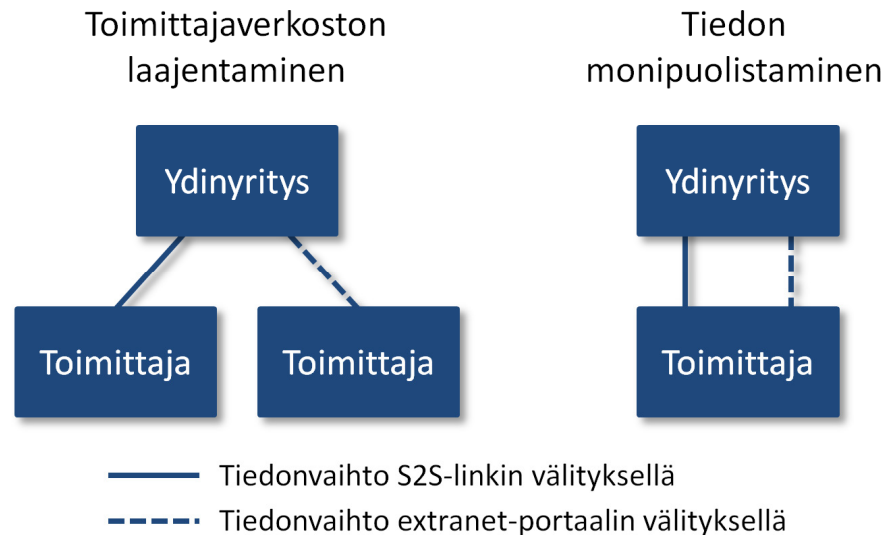 Toimittajaverkoston
laajentaminen
Ydinyritys
Toimittaja
Toimittaja
Tiedon
monipuolistaminen
Ydinyritys
Toimittaja
Tiedonvaihto S2S-linkin välityksellä
Tiedonvaihto extranet-portaalin välityksellä